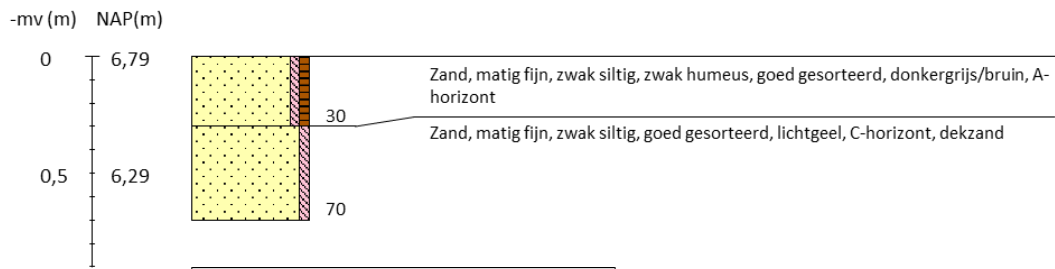 -mv (m) NAP(m)
0 6,79
Zand, matig fijn, zwak siltig, zwak humeus, goed gesorteerd, donkergrijs/bruin, A-
horizont
30
Zand, matig fijn, zwak siltig, goed gesorteerd, lichtgeel, C-horizont, dekzand
0,5 6,29
70